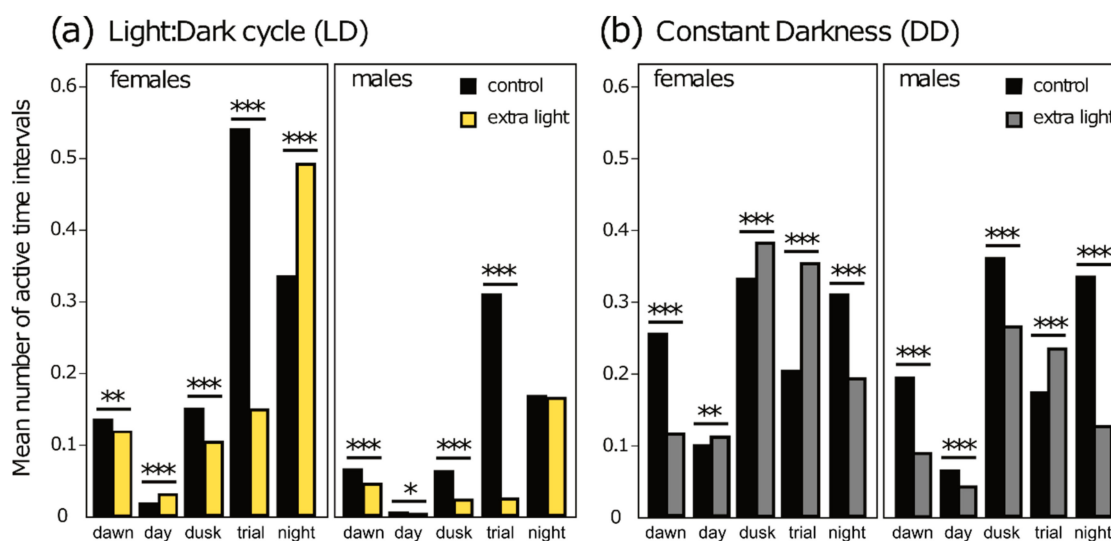 (a) Light:Dark cycle (LD)
(b) Constant Darkness (DD)
Mean number of active time intervals
0.6
0.5
0.4
0.3
0.2
0.1
0
females
**
***
***
***
***
dawn day dusk trial night
males
control
extra light
***
*
***
***
dawn day dusk trial night
0.6
0.5
0.4
0.3
0.2
0.1
0
females
***
**
***
***
***
dawn day dusk trial night
males
control
extra light
***
***
***
***
***
dawn day dusk trial night